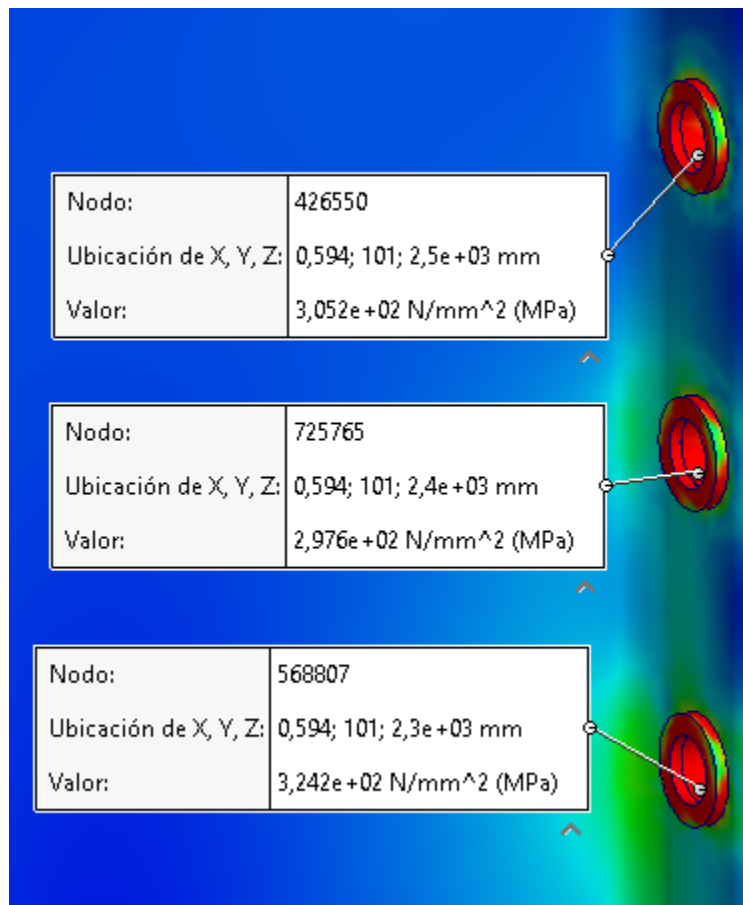 Nodo: 426550
Ubicación de X, Y, Z: 0,594; 101; 2,5e+03 mm
Valor: 3,052e+02 N/mm^2 (MPa)
Nodo: 725765
Ubicación de X, Y, Z: 0,594; 101; 2,4e+03 mm
Valor: 2,976e+02 N/mm^2 (MPa)
Nodo: 568807
Ubicación de X, Y, Z: 0,594; 101; 2,3e+03 mm
Valor: 3,242e+02 N/mm^2 (MPa)